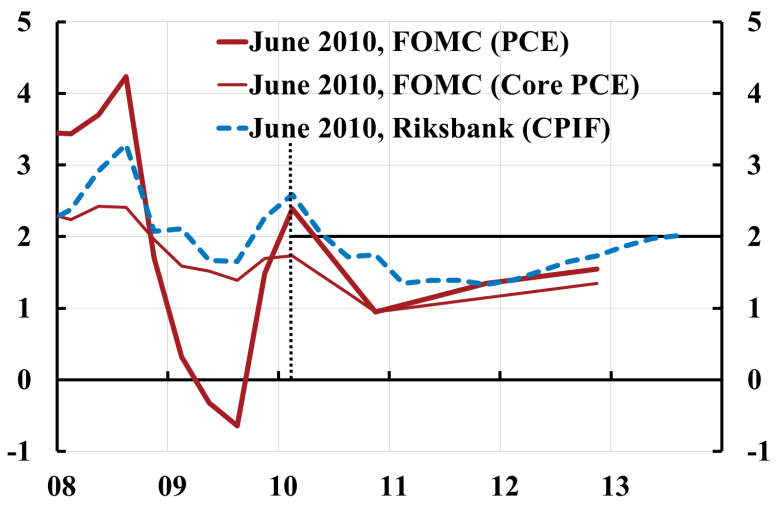 5 5
June 2010, FOMC (PCE)
4 4
June 2010, FOMC (Core PCE)
June 2010, Riksbank (CPIF)
3 3
2 2
1 1
0 0
-1 -1
08 09 10 11 12 13